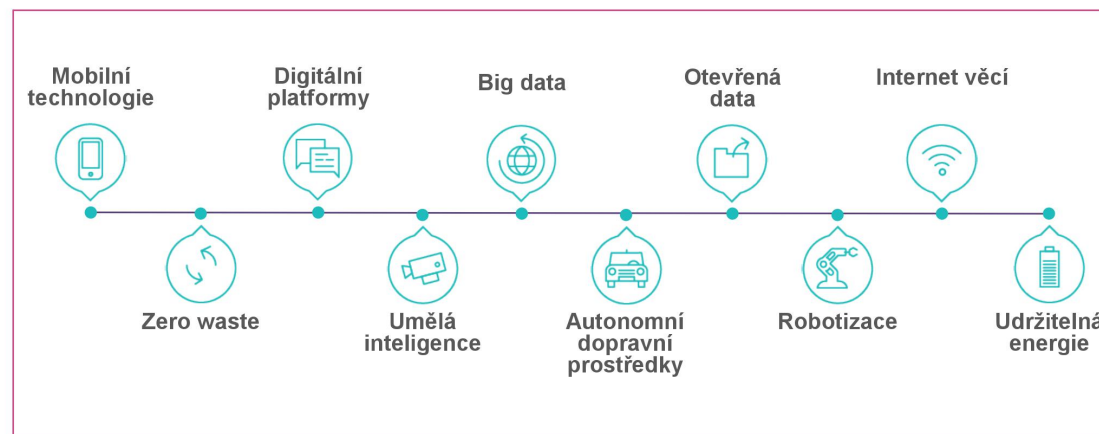 Mobilní
technologie
Digitální
platformy
Big data
Otevřená
data
Internet věcí
Zero waste
Umělá
inteligence
Autonomní
dopravní
prostředky
Robotizace
Udržitelná
energie